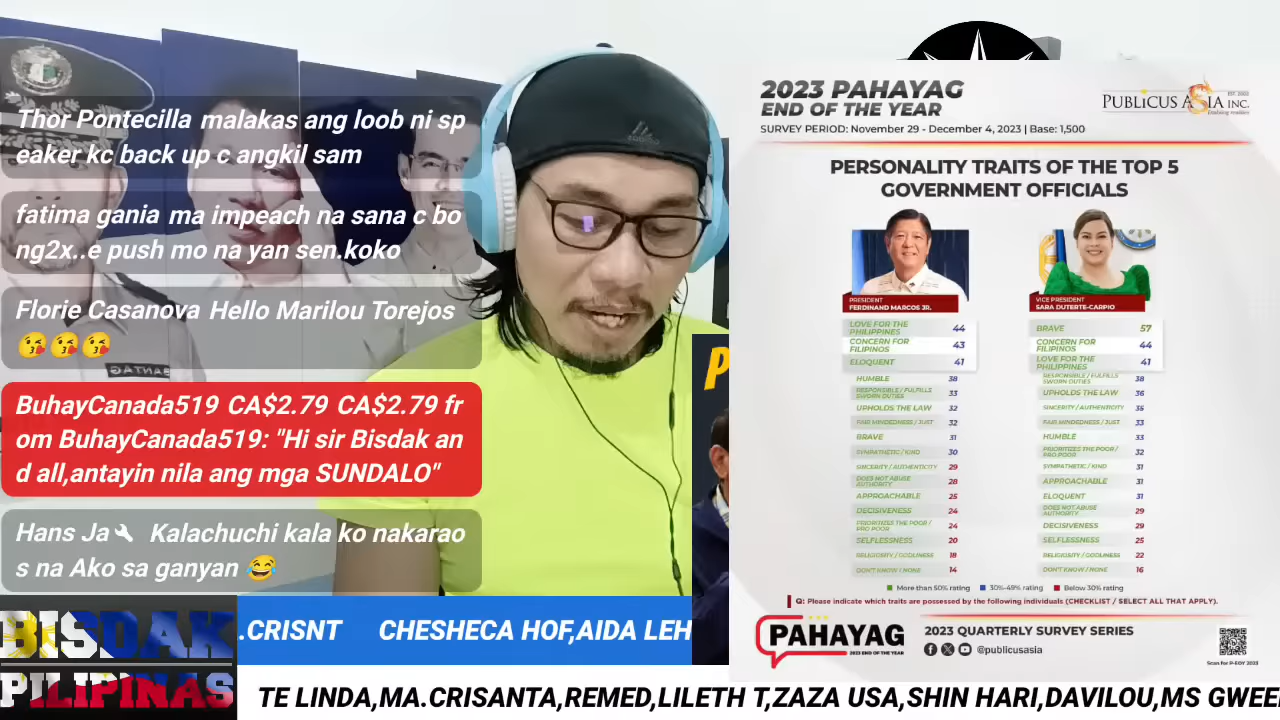 Thor Pontecilla malakas ang loob ni sp
eaker kc back up c angkil sam
fatima gania ma impeach na sana c bo
ng2x..e push mo na yan sen.koko
Florie Casanova Hello Marilou Torejos
😘😘😘
BuhayCanada519 CA$2.79 CA$2.79 fr
om BuhayCanada519: "Hi sir Bisdak an
d all,antayin nila ang mga SUNDALO"
Hans Ja🔧 Kalachuchi kala ko nakarao
s na Ako sa ganyan 😂
BISDAK
PILIPINAS
.CRISNT CHESHECA HOF,AIDA LEH
TE LINDA,MA.CRISANTA,REMED,LILETH T,ZAZA USA,SHIN HARI,DAVILOU,MS GWEE
2023 PAHAYAG
END OF THE YEAR
SURVEY PERIOD: November 29 - December 4, 2023 | Base: 1,500
PUBLICUS ASIA INC.
PERSONALITY TRAITS OF THE TOP 5
GOVERNMENT OFFICIALS
PRESIDENT
FERDINAND MARCOS JR.
LOVE FOR THE
PHILIPPINES 44
CONCERN FOR
FILIPINOS 43
ELOQUENT 41
HUMBLE 38
RESPONSIBLE / FULFILLS
SWORN DUTIES 33
UPHOLDS THE LAW 32
FAIR MINDEDNESS / JUST 32
BRAVE 31
SYMPATHETIC / KIND 30
SINCERITY / AUTHENTICITY 29
DOES NOT ABUSE
AUTHORITY 28
APPROACHABLE 25
DECISIVENESS 24
PRIORITIZES THE POOR /
PRO POOR 24
SELFLESSNESS 20
RELIGIOSITY / GODLINESS 18
DON'T KNOW / NONE 14
VICE PRESIDENT
SARA DUTERTE-CARPIO
BRAVE 57
CONCERN FOR
FILIPINOS 44
LOVE FOR THE
PHILIPPINES 41
RESPONSIBLE / FULFILLS
SWORN DUTIES 38
UPHOLDS THE LAW 36
SINCERITY / AUTHENTICITY 35
FAIR MINDEDNESS / JUST 33
HUMBLE 33
PRIORITIZES THE POOR /
PRO POOR 32
SYMPATHETIC / KIND 31
APPROACHABLE 31
ELOQUENT 31
DOES NOT ABUSE
AUTHORITY 29
DECISIVENESS 29
SELFLESSNESS 25
RELIGIOSITY / GODLINESS 22
DON'T KNOW / NONE 16
More than 50% rating 30%-49% rating Below 30% rating
Q: Please indicate which traits are possessed by the following individuals (CHECKLIST / SELECT ALL THAT APPLY).
PAHAYAG
2023 END OF THE YEAR
2023 QUARTERLY SURVEY SERIES
@publicusasia
Scan for P-EOY 2023